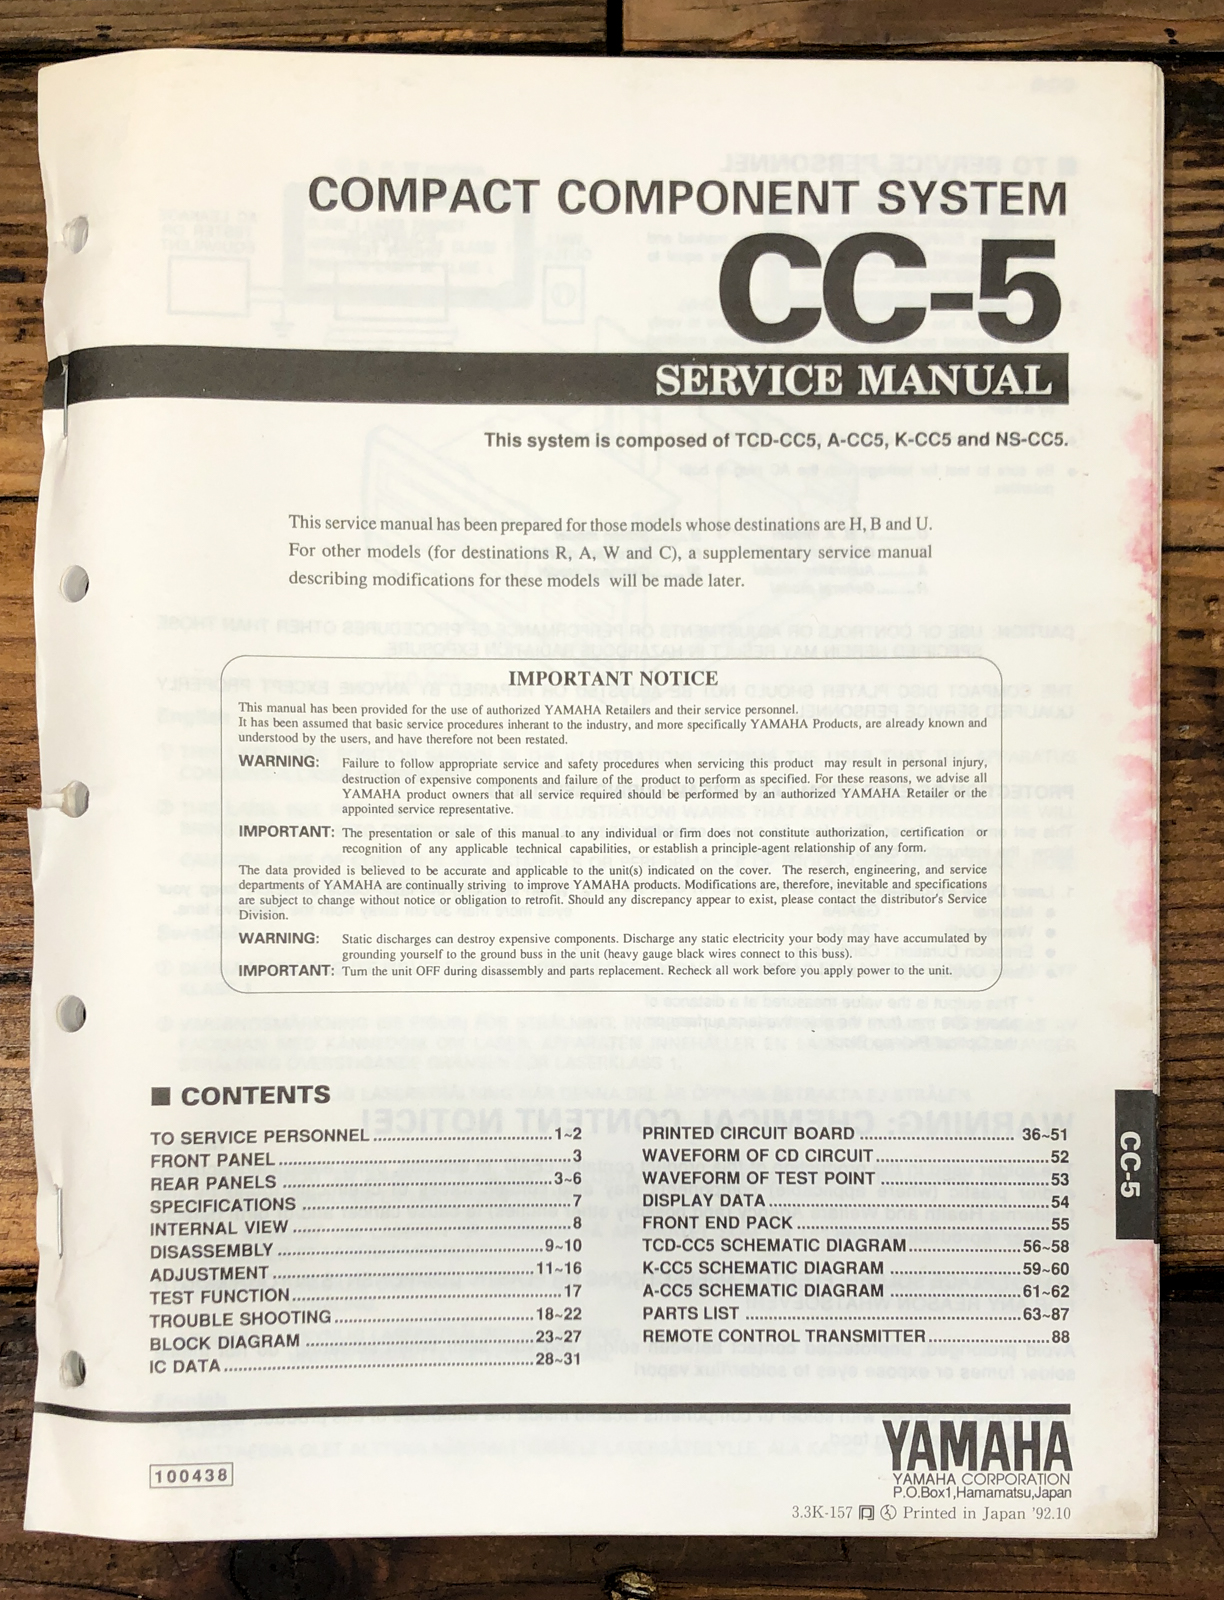 COMPACT COMPONENT SYSTEM
CC-5
SERVICE MANUAL
This system is composed of TCD-CC5, A-CC5, K-CC5 and NS-CC5.
This service manual has been prepared for those models whose destinations are H, B and U.
For other models (for destinations R, A, W and C), a supplementary service manual
describing modifications for these models will be made later.
IMPORTANT NOTICE
This manual has been provided for the use of authorized YAMAHA Retailers and their service personnel.
It has been assumed that basic service procedures inherant to the industry, and more specifically YAMAHA Products, are already known and
understood by the users, and have therefore not been restated.
WARNING: Failure to follow appropriate service and safety procedures when servicing this product may result in personal injury,
destruction of expensive components and failure of the product to perform as specified. For these reasons, we advise all
YAMAHA product owners that all service required should be performed by an authorized YAMAHA Retailer or the
appointed service representative.
IMPORTANT: The presentation or sale of this manual to any individual or firm does not constitute authorization, certification or
recognition of any applicable technical capabilities, or establish a principle-agent relationship of any form.
The data provided is believed to be accurate and applicable to the unit(s) indicated on the cover. The reserch, engineering, and service
departments of YAMAHA are continually striving to improve YAMAHA products. Modifications are, therefore, inevitable and specifications
are subject to change without notice or obligation to retrofit. Should any discrepancy appear to exist, please contact the distributor's Service
Division.
WARNING: Static discharges can destroy expensive components. Discharge any static electricity your body may have accumulated by
grounding yourself to the ground buss in the unit (heavy gauge black wires connect to this buss).
IMPORTANT: Turn the unit OFF during disassembly and parts replacement. Recheck all work before you apply power to the unit.
■ CONTENTS
TO SERVICE PERSONNEL ........ 1~2
FRONT PANEL ........ 3
REAR PANELS ........ 3~6
SPECIFICATIONS ........ 7
INTERNAL VIEW ........ 8
DISASSEMBLY ........ 9~10
ADJUSTMENT ........ 11~16
TEST FUNCTION ........ 17
TROUBLE SHOOTING ........ 18~22
BLOCK DIAGRAM ........ 23~27
IC DATA ........ 28~31
PRINTED CIRCUIT BOARD ........ 36~51
WAVEFORM OF CD CIRCUIT ........ 52
WAVEFORM OF TEST POINT ........ 53
DISPLAY DATA ........ 54
FRONT END PACK ........ 55
TCD-CC5 SCHEMATIC DIAGRAM ........ 56~58
K-CC5 SCHEMATIC DIAGRAM ........ 59~60
A-CC5 SCHEMATIC DIAGRAM ........ 61~62
PARTS LIST ........ 63~87
REMOTE CONTROL TRANSMITTER ........ 88
CC-5
100438
YAMAHA
YAMAHA CORPORATION
P.O.Box1,Hamamatsu,Japan
3.3K-157 Printed in Japan '92.10